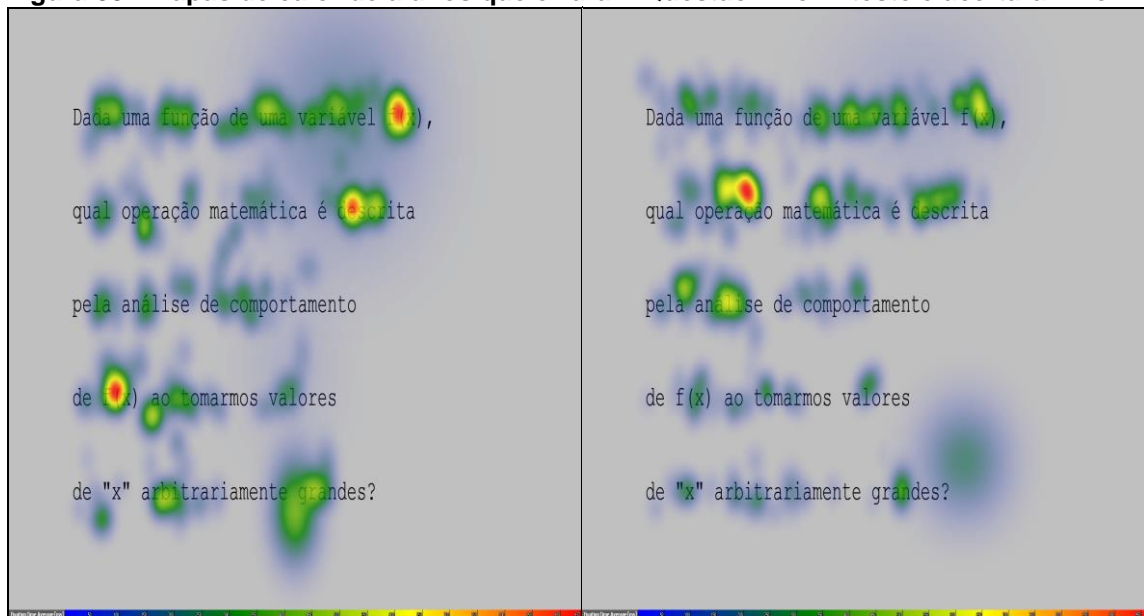 Dada uma função de uma variável f(x),
qual operação matemática é descrita
pela análise de comportamento
de f(x) ao tomarmos valores
de "x" arbitrariamente grandes?
Dada uma função de uma variável f(x),
qual operação matemática é descrita
pela análise de comportamento
de f(x) ao tomarmos valores
de "x" arbitrariamente grandes?